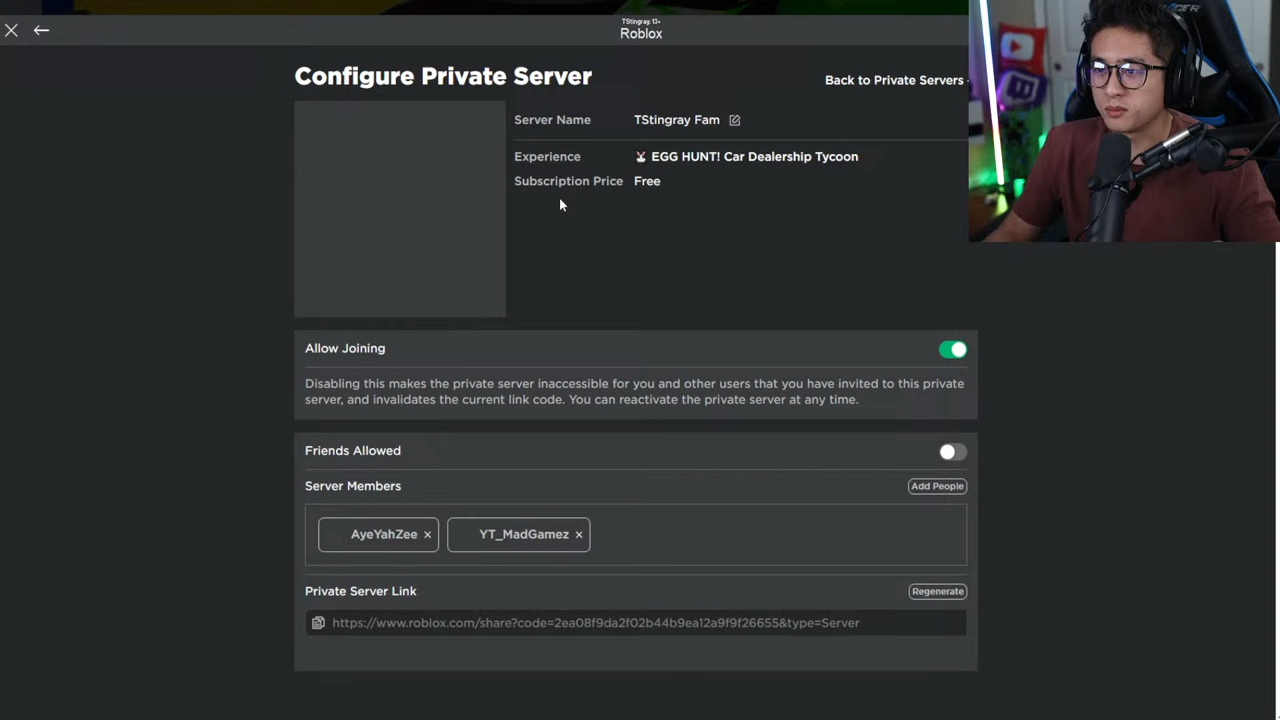 TStingray: 13+
Roblox
Configure Private Server
Back to Private Servers
Server Name
TStingray Fam
Experience
EGG HUNT! Car Dealership Tycoon
Subscription Price
Free
Allow Joining
Disabling this makes the private server inaccessible for you and other users that you have invited to this private
server, and invalidates the current link code. You can reactivate the private server at any time.
Friends Allowed
Server Members
Add People
AyeYahZee ×
YT_MadGamez ×
Private Server Link
Regenerate
https://www.roblox.com/share?code=2ea08f9da2f02b44b9ea12a9f9f26655&type=Server